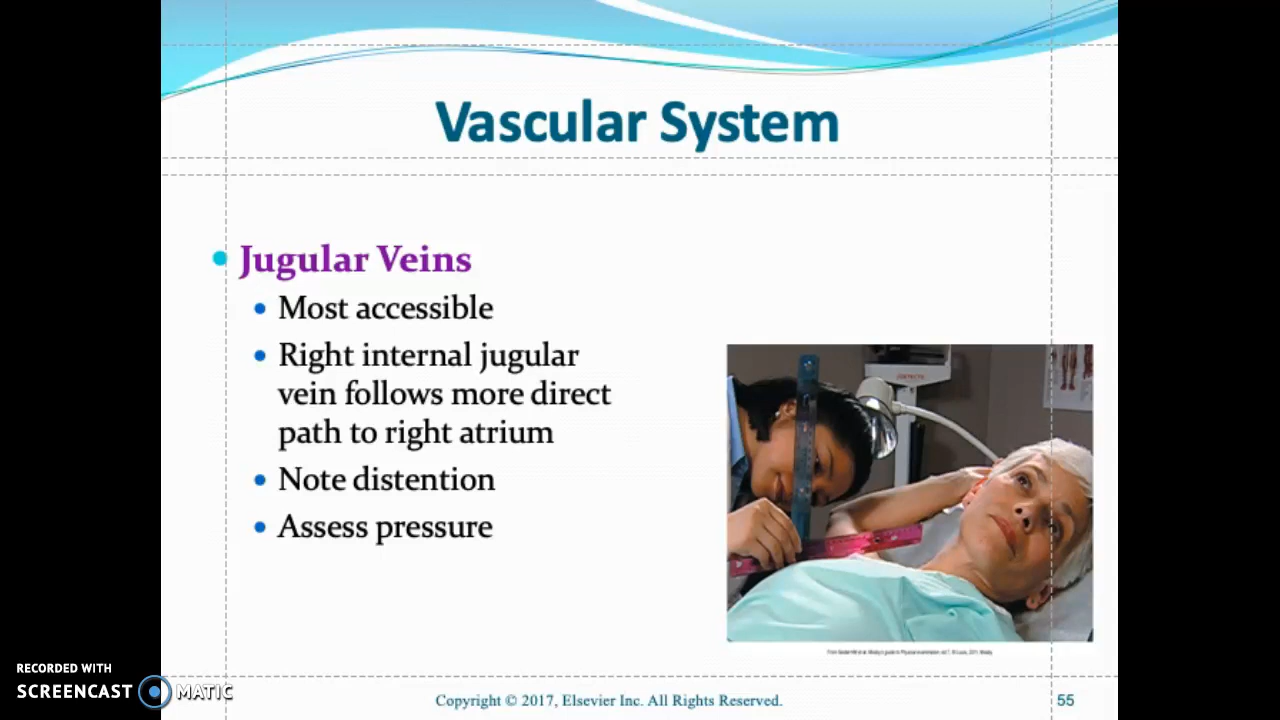 Vascular System
Jugular Veins
Most accessible
Right internal jugular
vein follows more direct
path to right atrium
Note distention
Assess pressure
RECORDED WITH
SCREENCAST MATIC
Copyright © 2017, Elsevier Inc. All Rights Reserved.
55